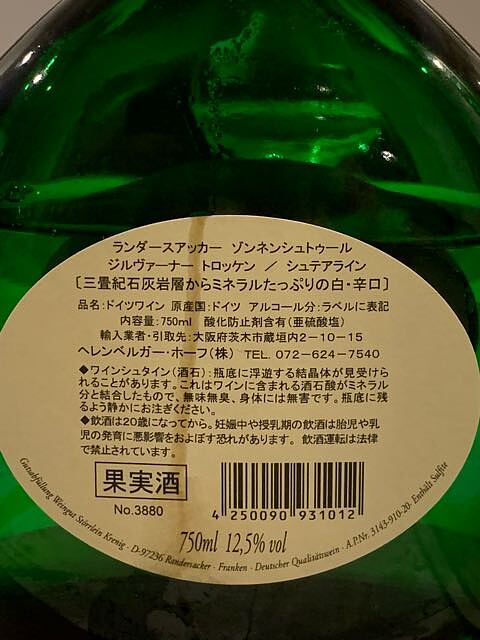 ランダースアッカー ゾンネンシュトゥール
ジルヴァーナー トロッケン ／ シュテアライン
〔三畳紀石灰岩層からミネラルたっぷりの白・辛口〕
品名：ドイツワイン 原産国：ドイツ アルコール分：ラベルに表記
内容量：750ml 酸化防止剤含有（亜硫酸塩）
輸入業者・引取先：大阪府茨木市蔵垣内2－10－15
ヘレンベルガー・ホーフ（株） TEL. 072－624－7540
◆ワインシュタイン（酒石）：瓶底に浮遊する結晶体が見受けら
れることがあります。これはワインに含まれる酒石酸がミネラル
分と結合したもので、無味無臭、身体には無害です。瓶底に残
るよう静かにお注ぎください。
◆飲酒は20歳になってから。妊娠中や授乳期の飲酒は胎児や乳
児の発育に悪影響をおよぼす恐れがあります。 飲酒運転は法律
で禁止されています。
果実酒
No.3880
4 250090 931012
750ml 12,5% vol
Gutsabfüllung Weingut Störrlein Krenig · D-97236 Randersacker · Franken · Deutscher Qualitätswein · A.P.Nr. 3143-910-20 · Enthält Sulfite